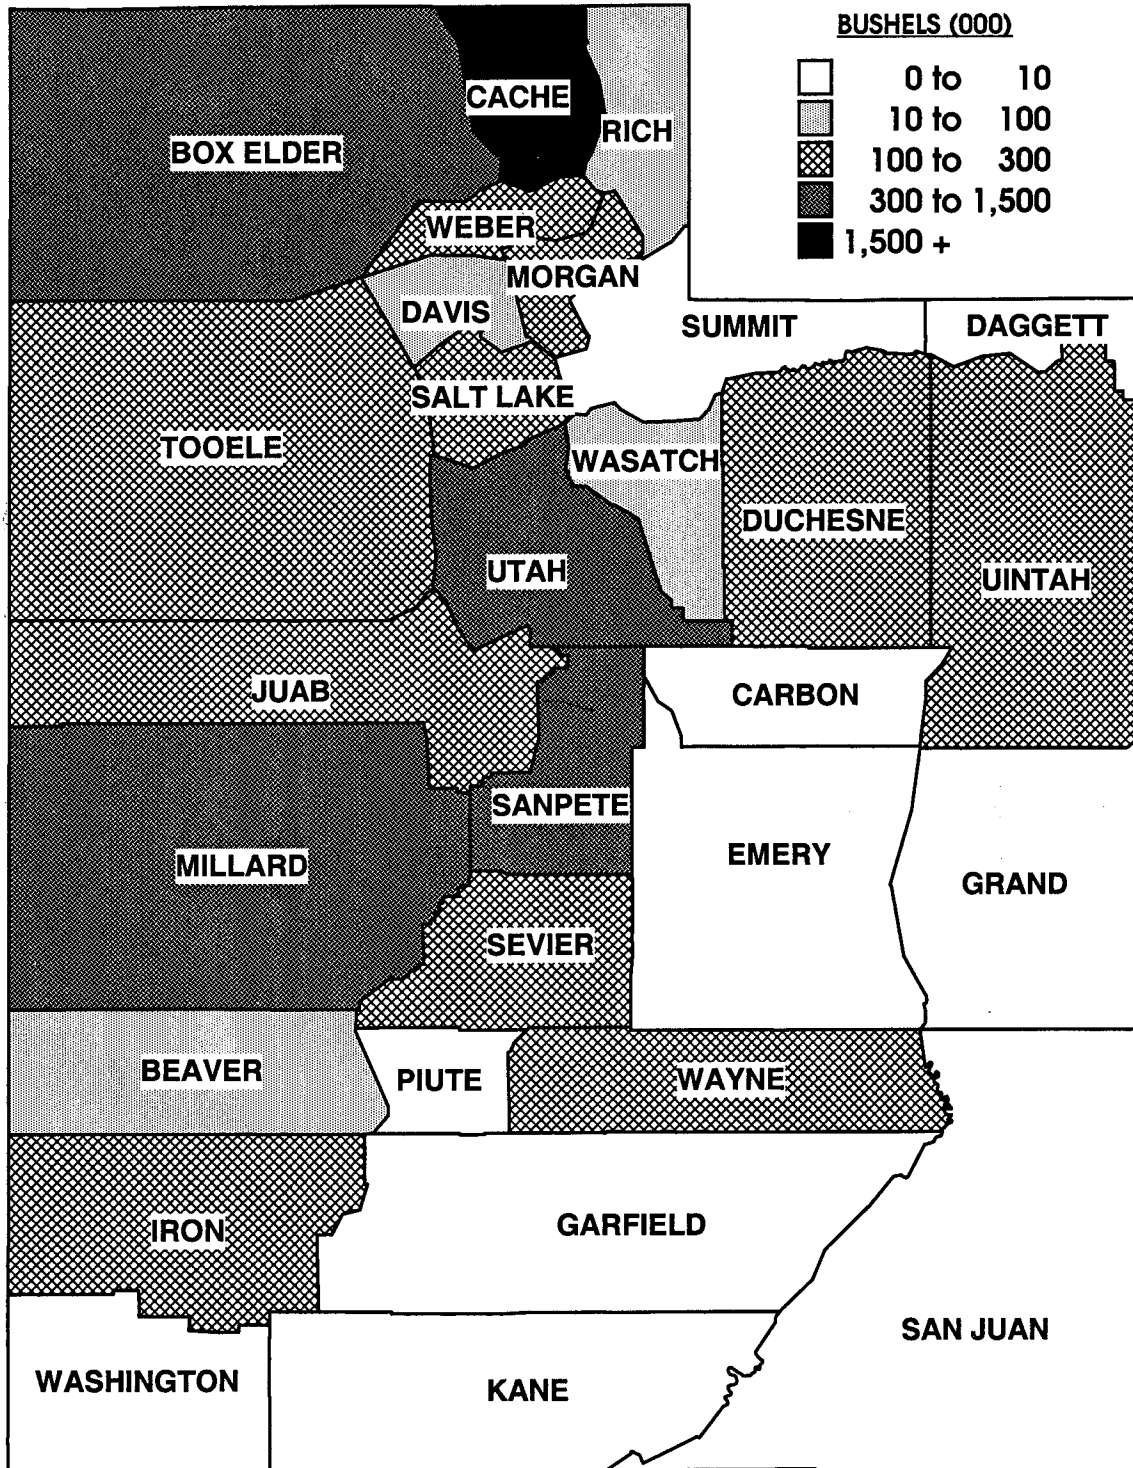 BUSHELS (000)
0 to 10
10 to 100
100 to 300
300 to 1,500
1,500 +
CACHE
RICH
BOX ELDER
WEBER
MORGAN
DAVIS
SUMMIT
DAGGETT
SALT LAKE
TOOELE
WASATCH
DUCHESNE
UTAH
UINTAH
JUAB
CARBON
SANPETE
EMERY
MILLARD
GRAND
SEVIER
BEAVER
PIUTE
WAYNE
IRON
GARFIELD
SAN JUAN
WASHINGTON
KANE